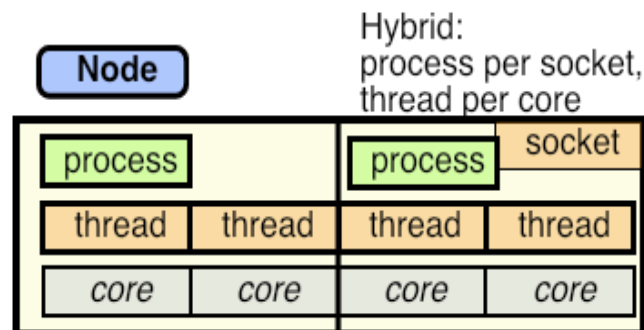 Hybrid:
Node
process per socket,
thread per core
socket
process process
thread thread thread thread
core core core core